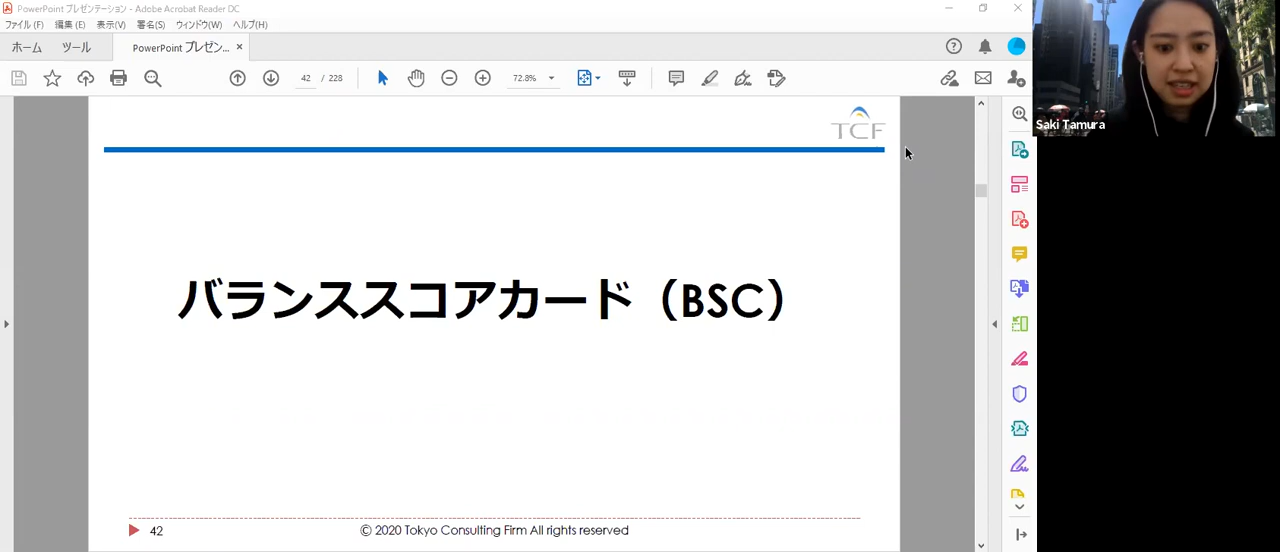 PowerPoint プレゼンテーション - Adobe Acrobat Reader DC
ファイル (F) 編集 (E) 表示(V) 署名(S) ウィンドウ(W) ヘルプ(H)
ホーム ツール PowerPoint プレゼン... ×
42 / 228 72.8%
Saki Tamura
TCF
バランススコアカード（BSC）
42 © 2020 Tokyo Consulting Firm All rights reserved